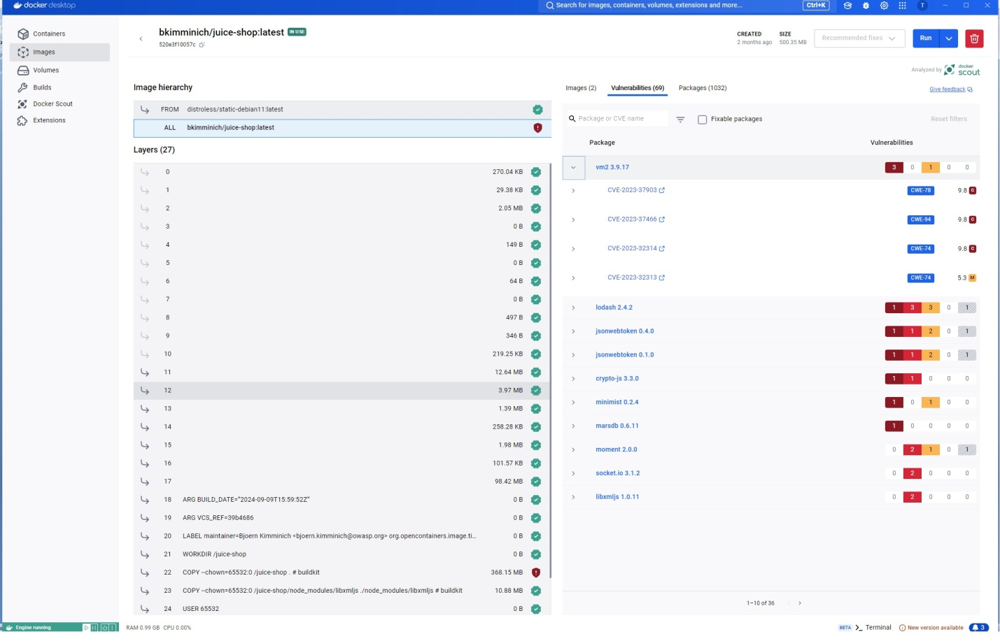 docker desktop
Search for images, containers, volumes, extensions and more...
Ctrl+K
T
Containers
Images
Volumes
Builds
Docker Scout
Extensions
bkimminich/juice-shop:latest IN USE
520e3f10057c
CREATED
2 months ago
SIZE
500.35 MB
Recommended fixes
Run
Analyzed by docker scout
Give feedback
Image hierarchy
FROM distroless/static-debian11:latest
ALL bkimminich/juice-shop:latest
Layers (27)
0 270.04 KB
1 29.38 KB
2 2.05 MB
3 0 B
4 149 B
5 0 B
6 64 B
7 0 B
8 497 B
9 346 B
10 219.25 KB
11 12.64 MB
12 3.97 MB
13 1.39 MB
14 258.28 KB
15 1.98 MB
16 101.57 KB
17 98.42 MB
18 ARG BUILD_DATE="2024-09-09T15:59:52Z" 0 B
19 ARG VCS_REF=39b4686 0 B
20 LABEL maintainer=Bjoern Kimminich <bjoern.kimminich@owasp.org> org.opencontainers.image.ti... 0 B
21 WORKDIR /juice-shop 0 B
22 COPY --chown=65532:0 /juice-shop . # buildkit 368.15 MB
23 COPY --chown=65532:0 /juice-shop/node_modules/libxmljs ./node_modules/libxmljs # buildkit 10.88 MB
24 USER 65532 0 B
Images (2) Vulnerabilities (69) Packages (1032)
Package or CVE name
Fixable packages
Reset filters
Package Vulnerabilities
vm2 3.9.17 3 0 1 0 0
CVE-2023-37903 CWE-78 9.8 C
CVE-2023-37466 CWE-94 9.8 C
CVE-2023-32314 CWE-74 9.8 C
CVE-2023-32313 CWE-74 5.3 M
lodash 2.4.2 1 3 3 0 1
jsonwebtoken 0.4.0 1 1 2 0 1
jsonwebtoken 0.1.0 1 1 2 0 1
crypto-js 3.3.0 1 1 0 0 0
minimist 0.2.4 1 0 1 0 0
marsdb 0.6.11 1 0 0 0 0
moment 2.0.0 0 2 1 0 1
socket.io 3.1.2 0 2 0 0 0
libxmljs 1.0.11 0 2 0 0 0
1–10 of 36
Engine running
RAM 0.99 GB CPU 0.00%
BETA
Terminal
New version available
3